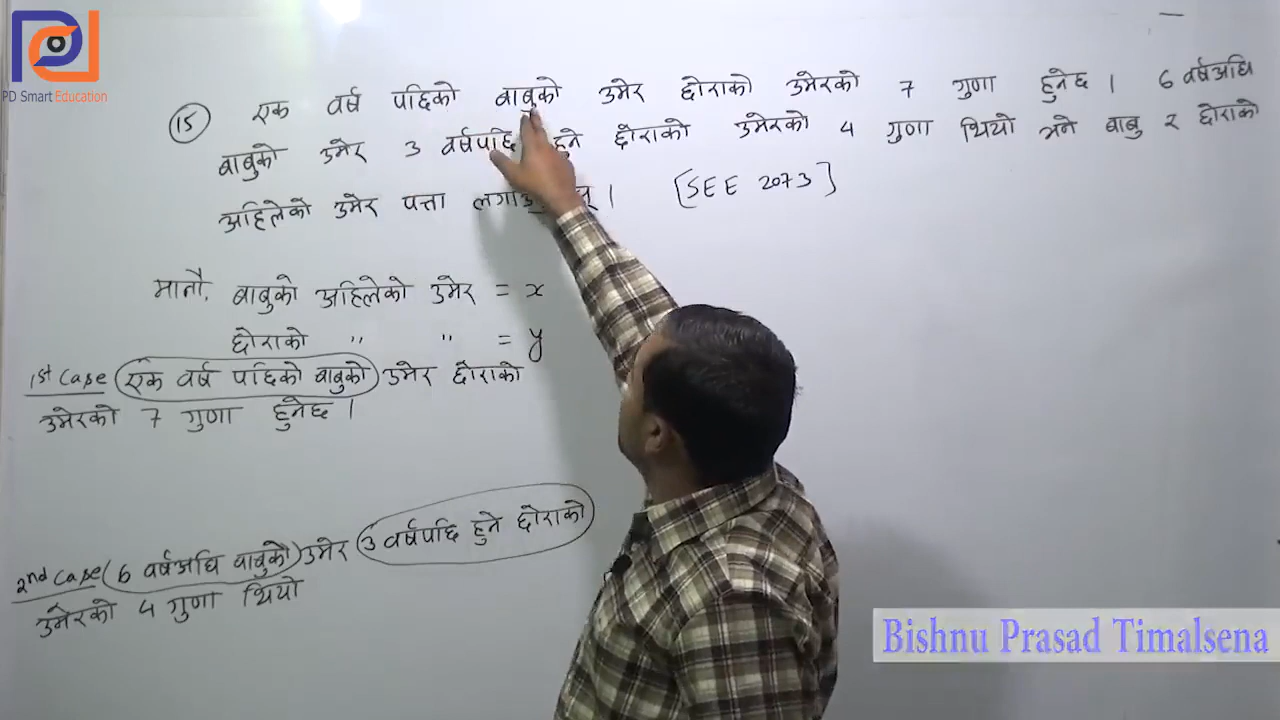 PD Smart Education
15 एक वर्ष पछिको बाबुको उमेर छोराको उमेरको 7 गुणा हुनेछ । 6 वर्षअघि
बाबुको उमेर 3 वर्षपछि हुने छोराको उमेरको 4 गुणा थियो भने बाबु र छोराको
अहिलेको उमेर पत्ता । [SEE 2073]
मानौं, बाबुको अहिलेको उमेर = x
छोराको " " = y
1st Case (एक वर्ष पछिको बाबुको) उमेर छोराको
उमेरको 7 गुणा हुनेछ ।
2nd Case (6 वर्षअघि बाबुको) उमेर (3 वर्षपछि हुने छोराको)
उमेरको 4 गुणा थियो
Bishnu Prasad Timalsena